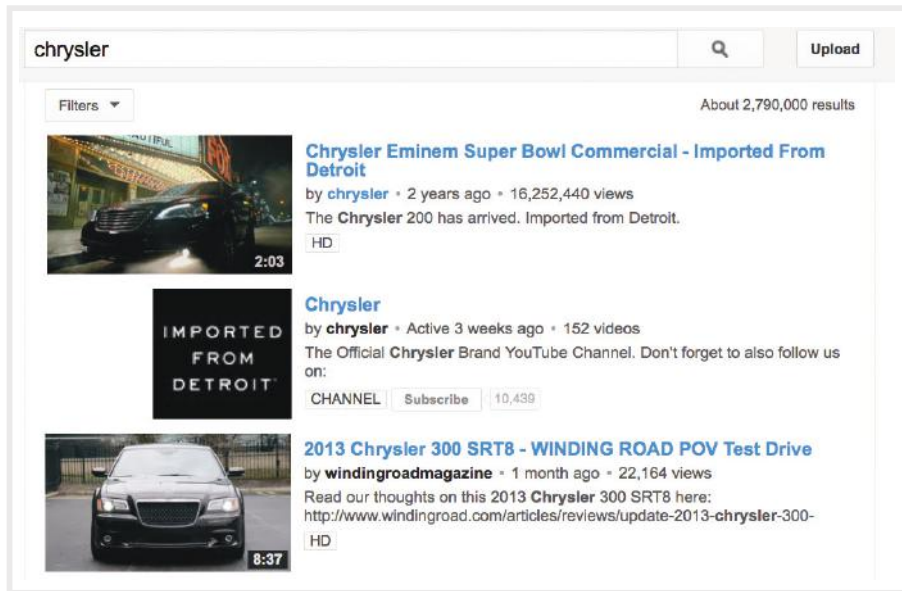 chrysler
Upload
Filters
About 2,790,000 results
Chrysler Eminem Super Bowl Commercial - Imported From
Detroit
by chrysler • 2 years ago • 16,252,440 views
The Chrysler 200 has arrived. Imported from Detroit.
HD
2:03
Chrysler
by chrysler • Active 3 weeks ago • 152 videos
The Official Chrysler Brand YouTube Channel. Don't forget to also follow us
on:
CHANNEL Subscribe 10,439
IMPORTED
FROM
DETROIT
2013 Chrysler 300 SRT8 - WINDING ROAD POV Test Drive
by windingroadmagazine • 1 month ago • 22,164 views
Read our thoughts on this 2013 Chrysler 300 SRT8 here:
http://www.windingroad.com/articles/reviews/update-2013-chrysler-300-
HD
8:37